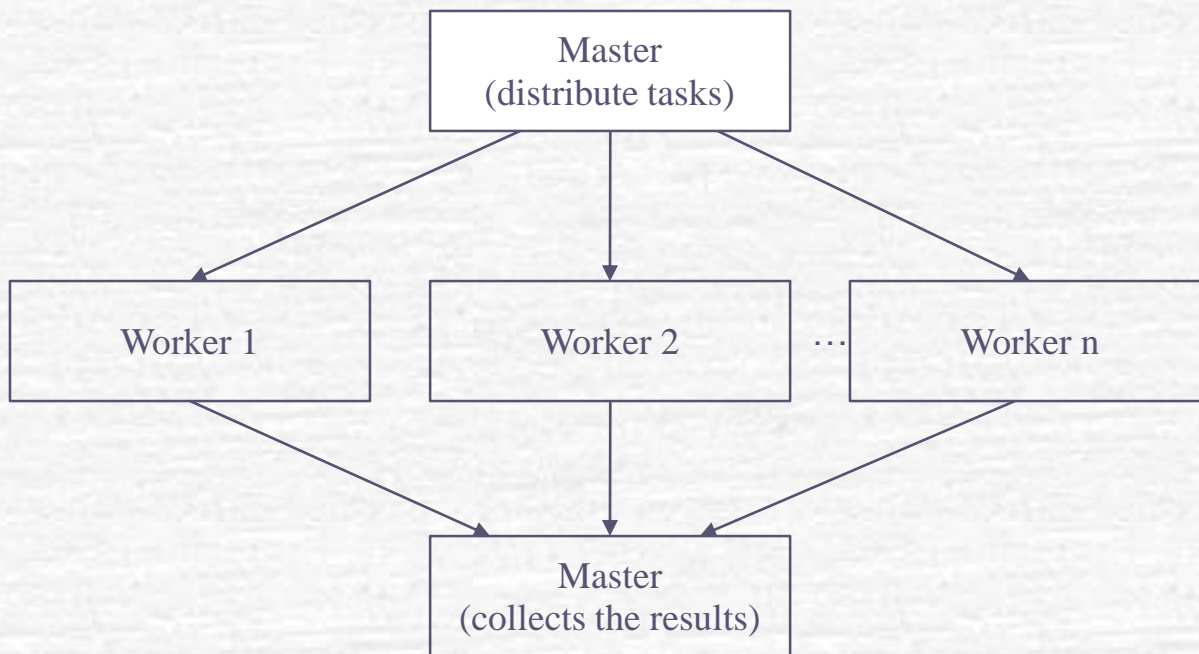 Master
(distribute tasks)
Worker 1
Worker 2
…
Worker n
Master
(collects the results)